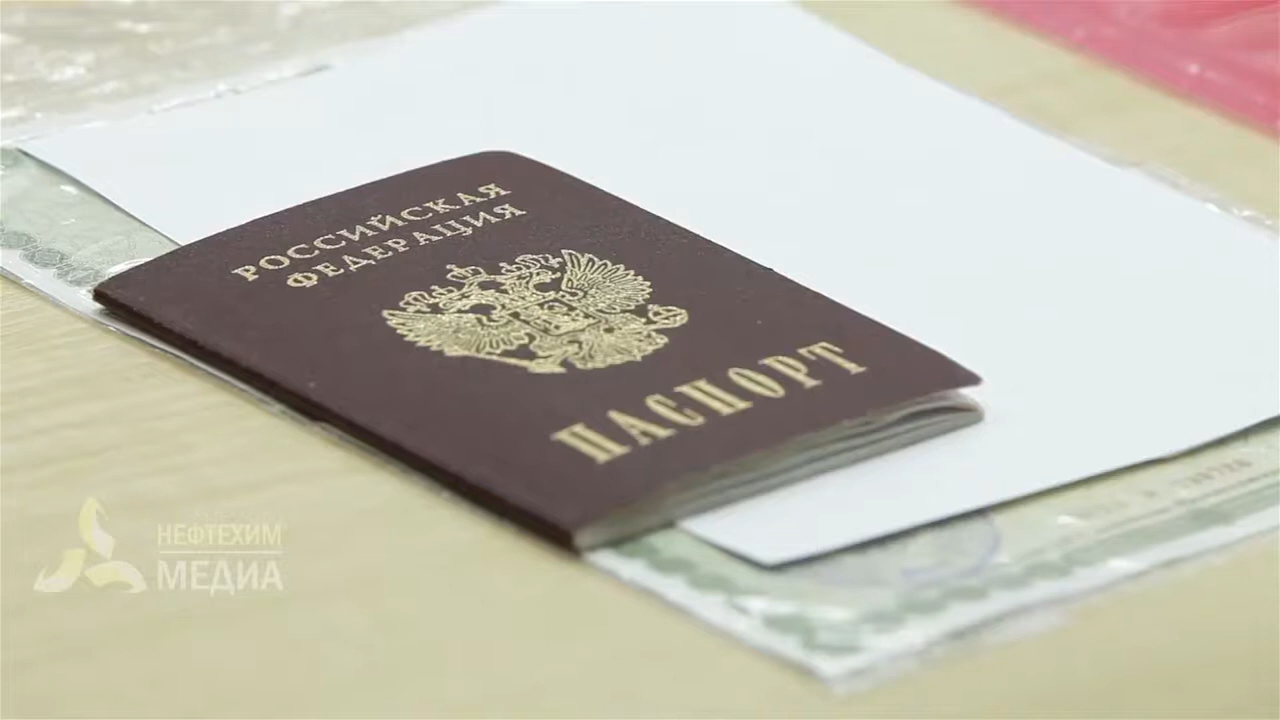 РОССИЙСКАЯ
ФЕДЕРАЦИЯ
ПАСПОРТ
НЕФТЕХИМ
МЕДИА